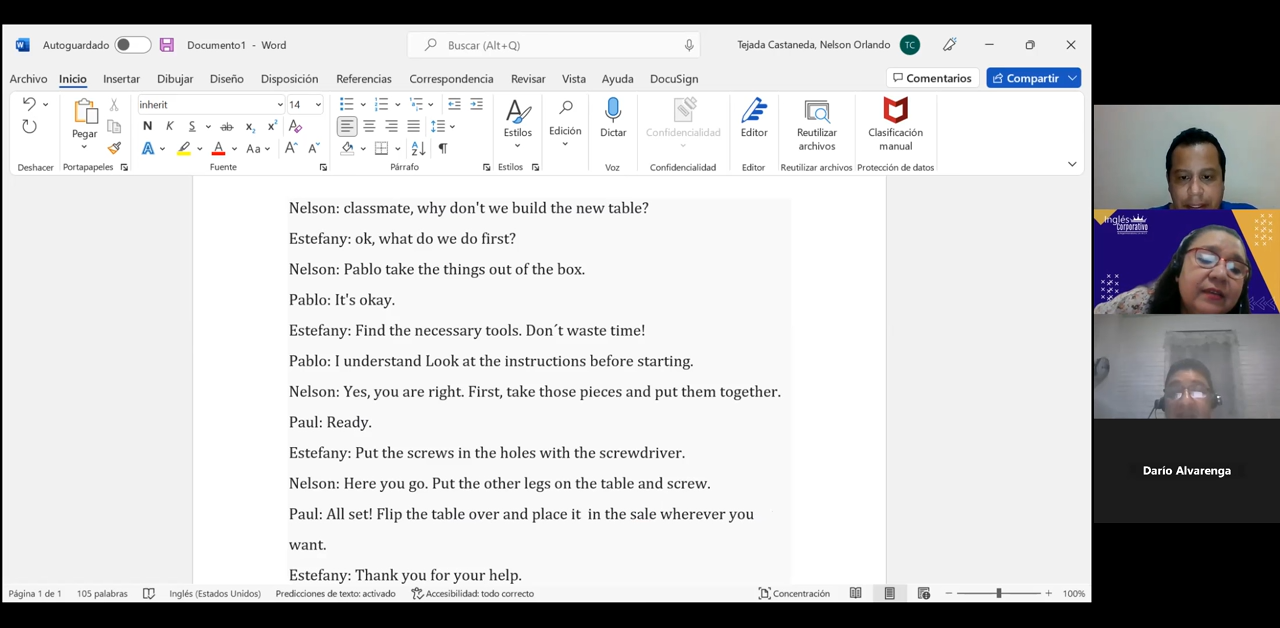 Autoguardado Documento1 - Word Buscar (Alt+Q) Tejada Castaneda, Nelson Orlando TC
Archivo Inicio Insertar Dibujar Diseño Disposición Referencias Correspondencia Revisar Vista Ayuda DocuSign Comentarios Compartir
inherit 14
Pegar N K S ab x₂ x² A Aa Estilos Edición Dictar Confidencialidad Editor Reutilizar archivos Clasificación manual
Deshacer Portapapeles Fuente Párrafo Estilos Voz Confidencialidad Editor Reutilizar archivos Protección de datos
Nelson: classmate, why don't we build the new table?
Estefany: ok, what do we do first?
Nelson: Pablo take the things out of the box.
Pablo: It's okay.
Estefany: Find the necessary tools. Don´t waste time!
Pablo: I understand Look at the instructions before starting.
Nelson: Yes, you are right. First, take those pieces and put them together.
Paul: Ready.
Estefany: Put the screws in the holes with the screwdriver.
Nelson: Here you go. Put the other legs on the table and screw.
Paul: All set! Flip the table over and place it in the sale wherever you
want.
Estefany: Thank you for your help.
Página 1 de 1 105 palabras Inglés (Estados Unidos) Predicciones de texto: activado Accesibilidad: todo correcto Concentración 100%
Inglés
Corporativo
Darío Alvarenga